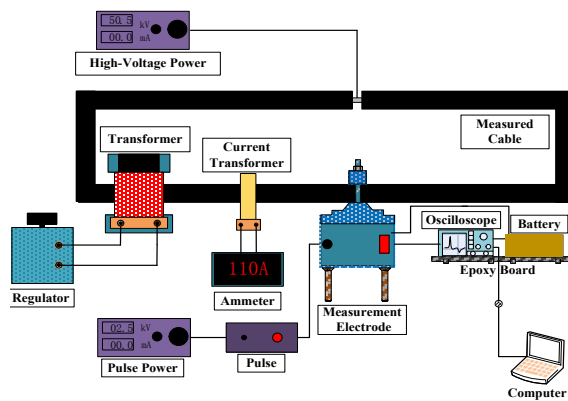 50.5 kV
00.0 mA
High-Voltage Power
Transformer
Current
Transformer
Measured
Cable
Oscilloscope
Battery
Epoxy Board
Regulator
110A
Ammeter
Measurement
Electrode
02.5 kV
00.0 mA
Pulse Power
Pulse
Computer